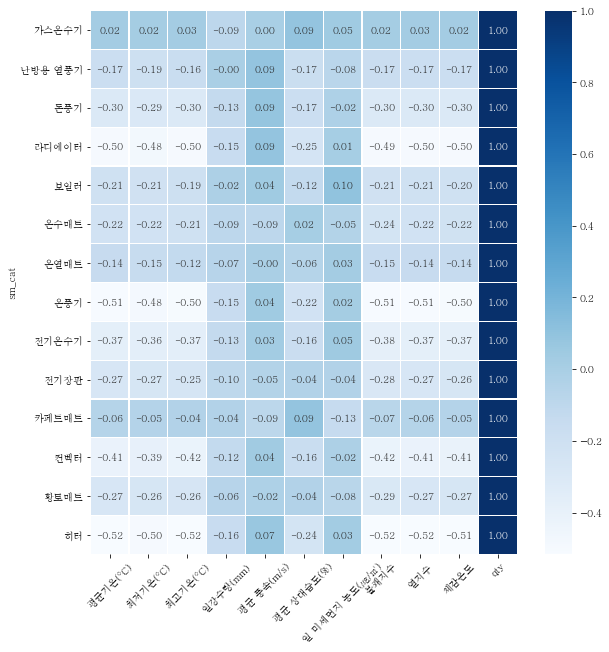 sm_cat
가스온수기 0.02 0.02 0.03 −0.09 0.00 0.09 0.05 0.02 0.03 0.02 1.00
난방용 열풍기 −0.17 −0.19 −0.16 −0.00 0.09 −0.17 −0.08 −0.17 −0.17 −0.17 1.00
돈풍기 −0.30 −0.29 −0.30 −0.13 0.09 −0.17 −0.02 −0.30 −0.30 −0.30 1.00
라디에이터 −0.50 −0.48 −0.50 −0.15 0.09 −0.25 0.01 −0.49 −0.50 −0.50 1.00
보일러 −0.21 −0.21 −0.19 −0.02 0.04 −0.12 0.10 −0.21 −0.21 −0.20 1.00
온수매트 −0.22 −0.22 −0.21 −0.09 −0.09 0.02 −0.05 −0.24 −0.22 −0.22 1.00
온열매트 −0.14 −0.15 −0.12 −0.07 −0.00 −0.06 0.03 −0.15 −0.14 −0.14 1.00
온풍기 −0.51 −0.48 −0.50 −0.15 0.04 −0.22 0.02 −0.51 −0.51 −0.50 1.00
전기온수기 −0.37 −0.36 −0.37 −0.13 0.03 −0.16 0.05 −0.38 −0.37 −0.37 1.00
전기장판 −0.27 −0.27 −0.25 −0.10 −0.05 −0.04 −0.04 −0.28 −0.27 −0.26 1.00
카페트매트 −0.06 −0.05 −0.04 −0.04 −0.09 0.09 −0.13 −0.07 −0.06 −0.05 1.00
컨벡터 −0.41 −0.39 −0.42 −0.12 0.04 −0.16 −0.02 −0.42 −0.41 −0.41 1.00
황토매트 −0.27 −0.26 −0.26 −0.06 −0.02 −0.04 −0.08 −0.29 −0.27 −0.27 1.00
히터 −0.52 −0.50 −0.52 −0.16 0.07 −0.24 0.03 −0.52 −0.52 −0.51 1.00
평균기온(°C)
최저기온(°C)
최고기온(°C)
일강수량(mm)
평균 풍속(m/s)
평균 상대습도(%)
일 미세먼지 농도(㎍/㎥)
불쾌지수
열지수
체감온도
qty
1.0
0.8
0.6
0.4
0.2
0.0
−0.2
−0.4